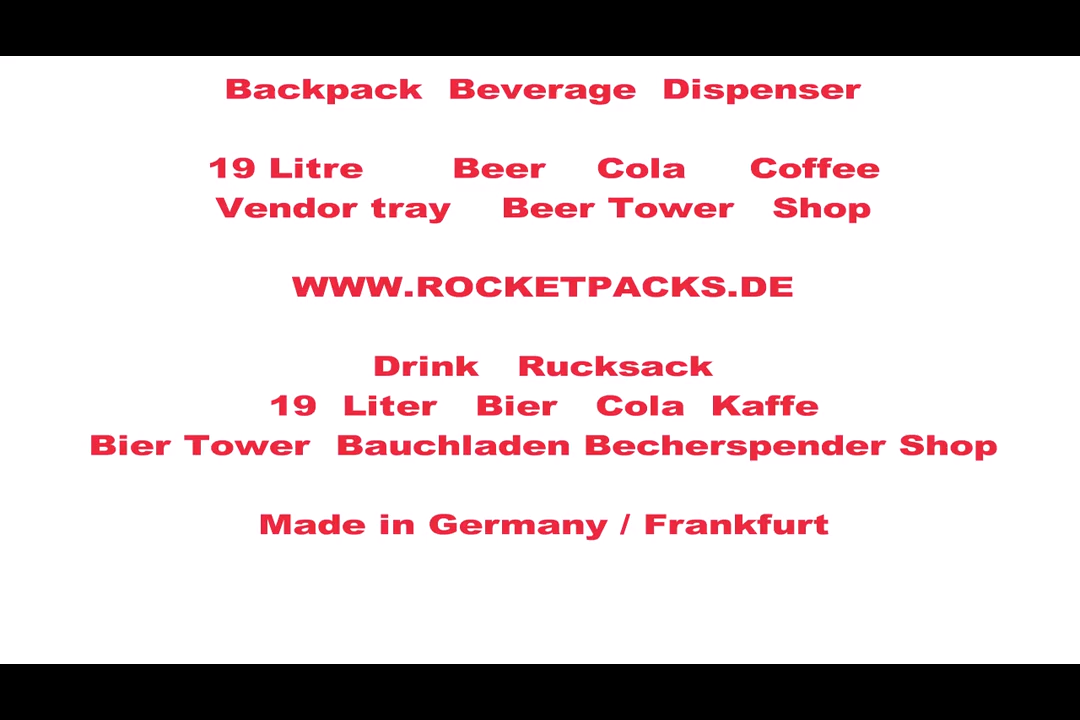 Backpack Beverage Dispenser
19 Litre Beer Cola Coffee
Vendor tray Beer Tower Shop
WWW.ROCKETPACKS.DE
Drink Rucksack
19 Liter Bier Cola Kaffe
Bier Tower Bauchladen Becherspender Shop
Made in Germany / Frankfurt